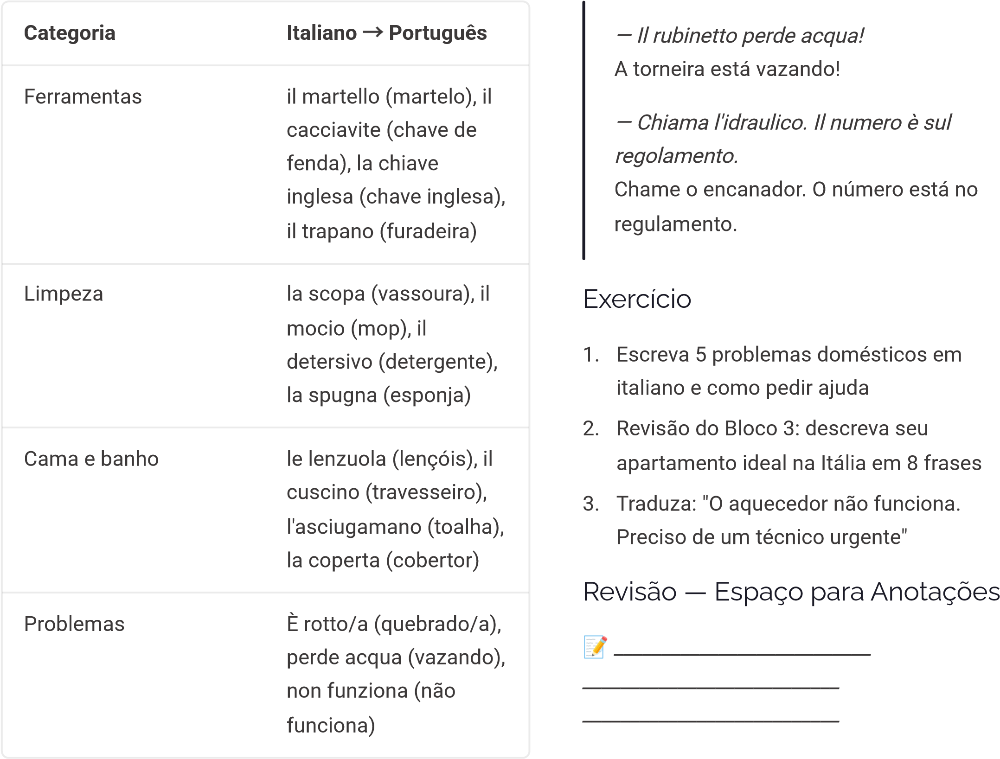 Categoria
Italiano → Português
Ferramentas
il martello (martelo), il
cacciavite (chave de
fenda), la chiave
inglesa (chave inglesa),
il trapano (furadeira)
Limpeza
la scopa (vassoura), il
mocio (mop), il
detersivo (detergente),
la spugna (esponja)
Cama e banho
le lenzuola (lençóis), il
cuscino (travesseiro),
l'asciugamano (toalha),
la coperta (cobertor)
Problemas
È rotto/a (quebrado/a),
perde acqua (vazando),
non funziona (não
funciona)
— Il rubinetto perde acqua!
A torneira está vazando!
— Chiama l'idraulico. Il numero è sul
regolamento.
Chame o encanador. O número está no
regulamento.
Exercício
1. Escreva 5 problemas domésticos em
italiano e como pedir ajuda
2. Revisão do Bloco 3: descreva seu
apartamento ideal na Itália em 8 frases
3. Traduza: "O aquecedor não funciona.
Preciso de um técnico urgente"
Revisão — Espaço para Anotações